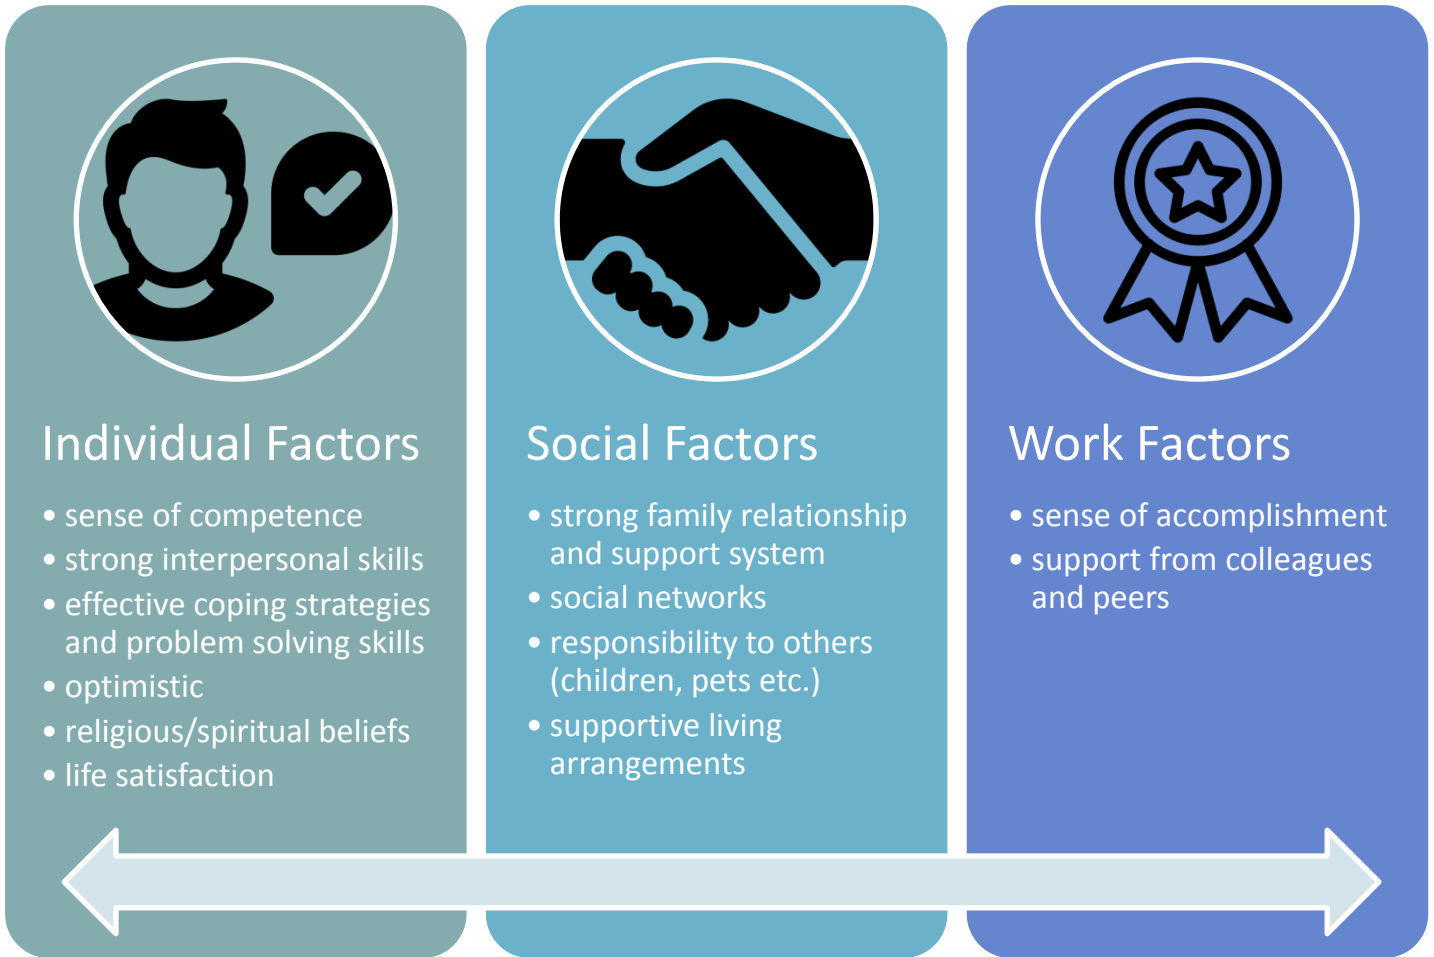 Individual Factors
• sense of competence
• strong interpersonal skills
• effective coping strategies
and problem solving skills
• optimistic
• religious/spiritual beliefs
• life satisfaction
Social Factors
• strong family relationship
and support system
• social networks
• responsibility to others
(children, pets etc.)
• supportive living
arrangements
Work Factors
• sense of accomplishment
• support from colleagues
and peers